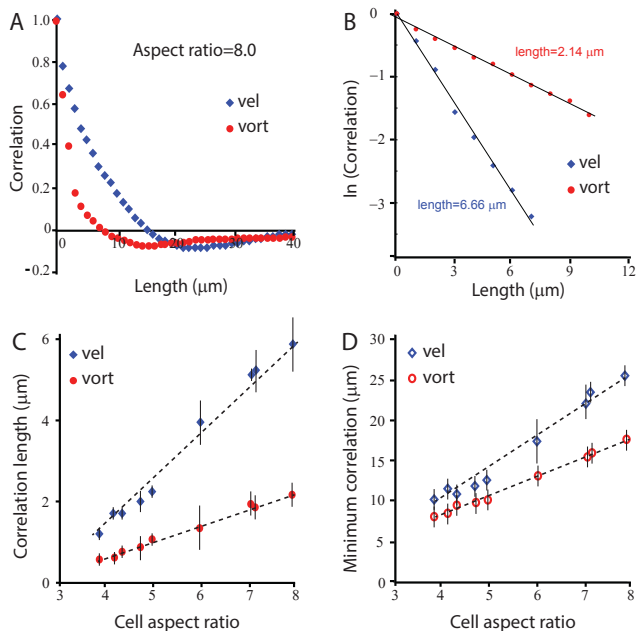 A
Aspect ratio=8.0
vel
vort
Correlation
1.0
0.8
0.6
0.4
0.2
0
-0.2
0
10
20
30
40
Length (μm)
B
length=2.14 μm
length=6.66 μm
vel
vort
ln (Correlation)
0
−1
−2
−3
0
3
6
9
12
Length (μm)
C
vel
vort
Correlation length (μm)
6
4
2
0
3
4
5
6
7
8
Cell aspect ratio
D
vel
vort
Minimum correlation (μm)
30
25
20
15
10
5
0
3
4
5
6
7
8
Cell aspect ratio